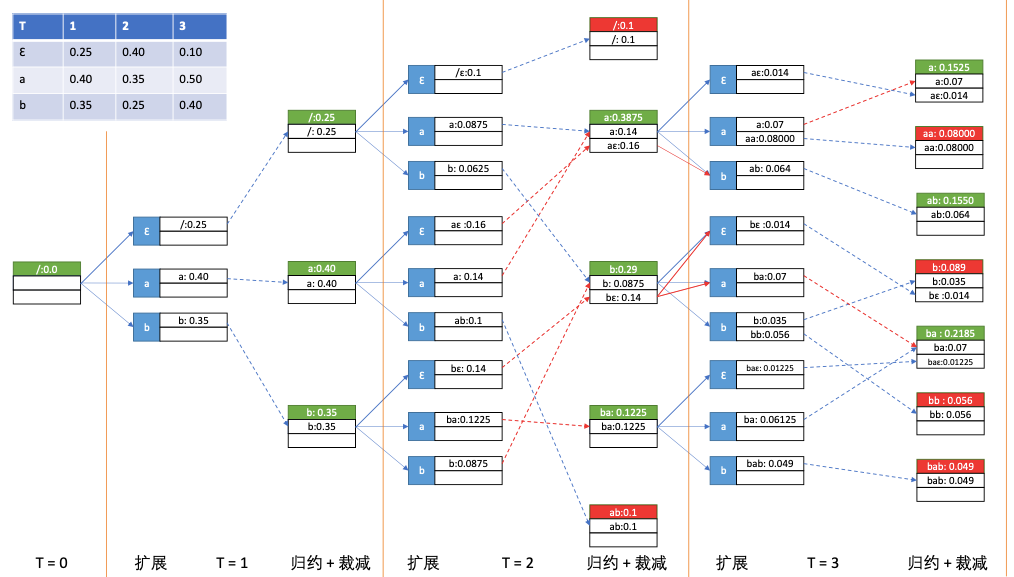 T 1 2 3
ε 0.25 0.40 0.10
a 0.40 0.35 0.50
b 0.35 0.25 0.40
/:0.0
ε /:0.25
a a: 0.40
b b: 0.35
/:0.25
/: 0.25
a:0.40
a: 0.40
b: 0.35
b:0.35
ε /ε:0.1
a a:0.0875
b b: 0.0625
ε aε :0.16
a a: 0.14
b ab:0.1
ε bε: 0.14
a ba:0.1225
b b:0.0875
/:0.1
/: 0.1
a:0.3875
a:0.14
aε:0.16
b:0.29
b: 0.0875
bε: 0.14
ba: 0.1225
ba:0.1225
ab:0.1
ab:0.1
ε aε:0.014
a a:0.07
aa:0.08000
b ab: 0.064
ε bε :0.014
a ba:0.07
b b:0.035
bb:0.056
ε baε: 0.01225
a ba: 0.06125
b bab: 0.049
a: 0.1525
a:0.07
aε:0.014
aa: 0.08000
aa:0.08000
ab: 0.1550
ab:0.064
b:0.089
b:0.035
bε :0.014
ba : 0.2185
ba:0.07
baε:0.01225
bb : 0.056
bb: 0.056
bab: 0.049
bab: 0.049
T = 0 扩展 T = 1 归约 + 裁减 扩展 T = 2 归约 + 裁减 扩展 T = 3 归约 + 裁减